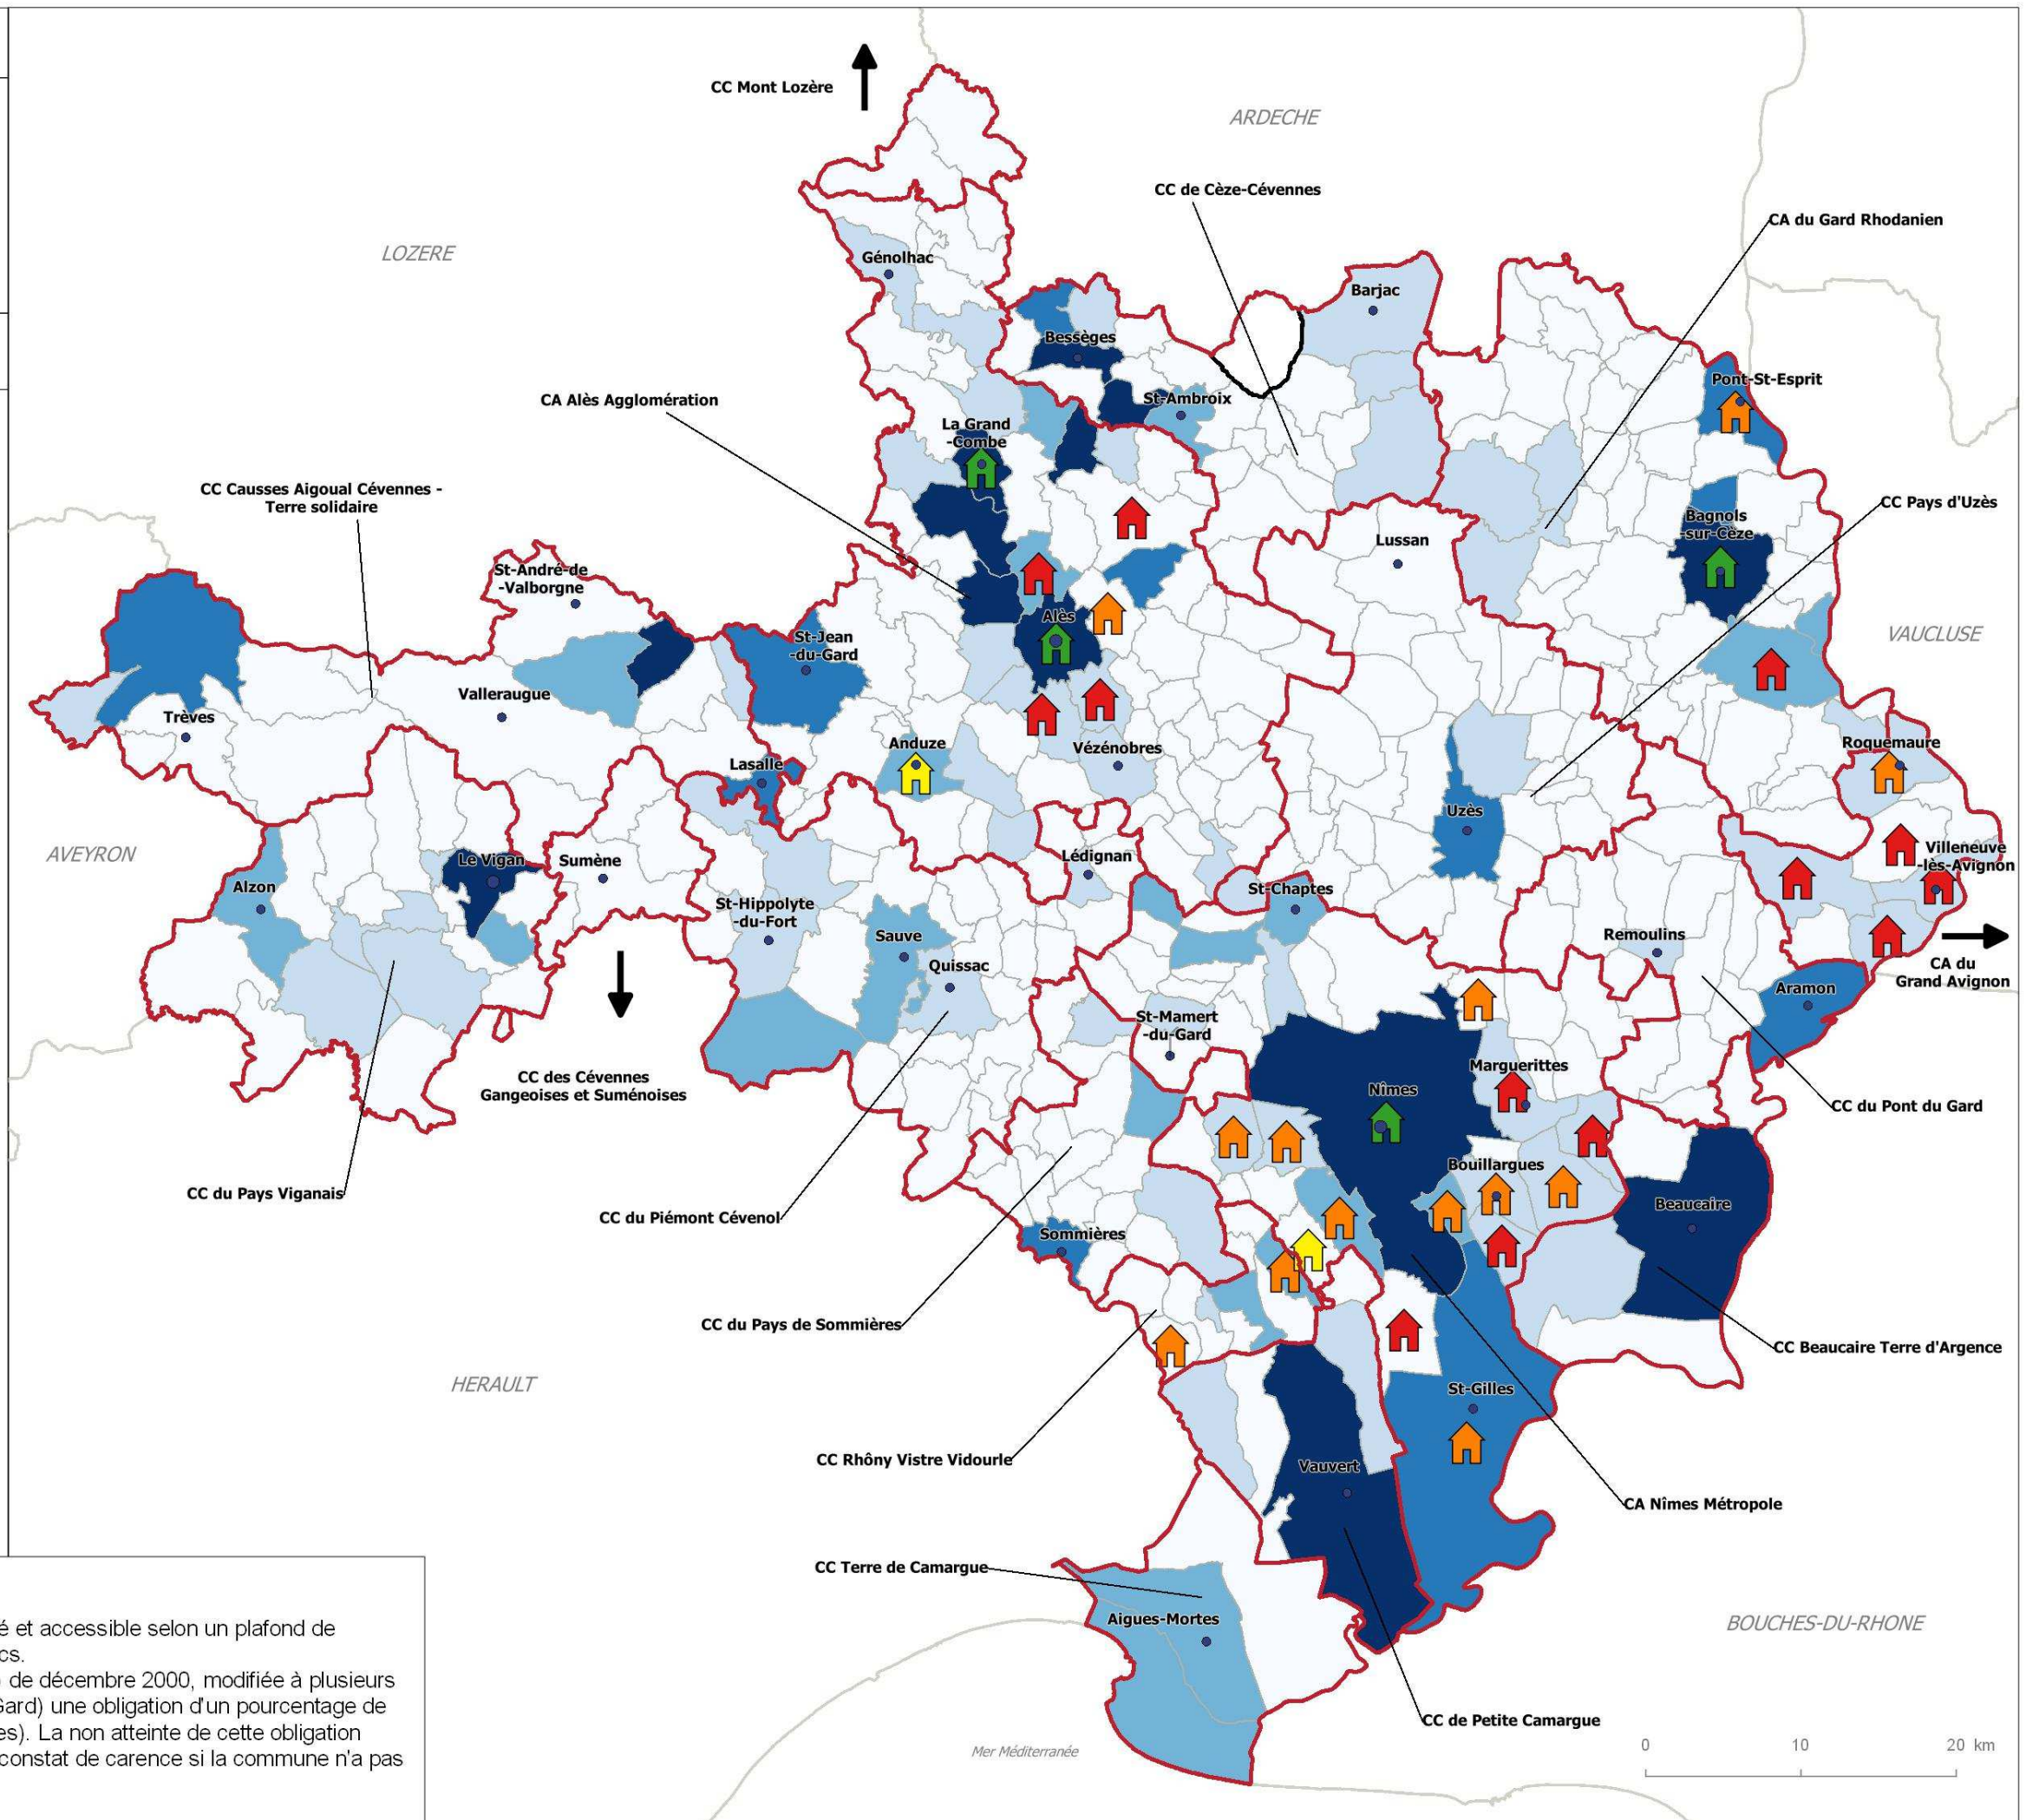 CC Mont Lozère
ARDECHE
CC de Cèze-Cévennes
CA du Gard Rhodanien
LOZERE
Génolhac
Barjac
Bessèges
Pont-St-Esprit
CA Alès Agglomération
St-Ambroix
La Grand
-Combe
CC Causses Aigoual Cévennes -
Terre solidaire
CC Pays d'Uzès
Bagnols
-sur-Cèze
Lussan
St-André-de
-Valborgne
Alès
VAUCLUSE
St-Jean
-du-Gard
Valleraugue
Trèves
Anduze
Vézénobres
Roquemaure
Lasalle
Uzès
AVEYRON
Le Vigan
Sumène
Lédignan
Villeneuve
-lès-Avignon
Alzon
St-Chaptes
St-Hippolyte
-du-Fort
Sauve
Remoulins
Quissac
CA du
Grand Avignon
Aramon
St-Mamert
-du-Gard
CC des Cévennes
Gangeoises et Suménoises
Marguerittes
Nîmes
CC du Pont du Gard
Bouillargues
CC du Pays Viganais
Beaucaire
CC du Piémont Cévenol
Sommières
CC du Pays de Sommières
CC Beaucaire Terre d'Argence
HERAULT
St-Gilles
CC Rhôny Vistre Vidourle
Vauvert
CA Nîmes Métropole
CC Terre de Camargue
Aigues-Mortes
BOUCHES-DU-RHONE
CC de Petite Camargue
Mer Méditerranée
0 10 20 km
é et accessible selon un plafond de
cs.
) de décembre 2000, modifiée à plusieurs
Gard) une obligation d'un pourcentage de
es). La non atteinte de cette obligation
constat de carence si la commune n'a pas